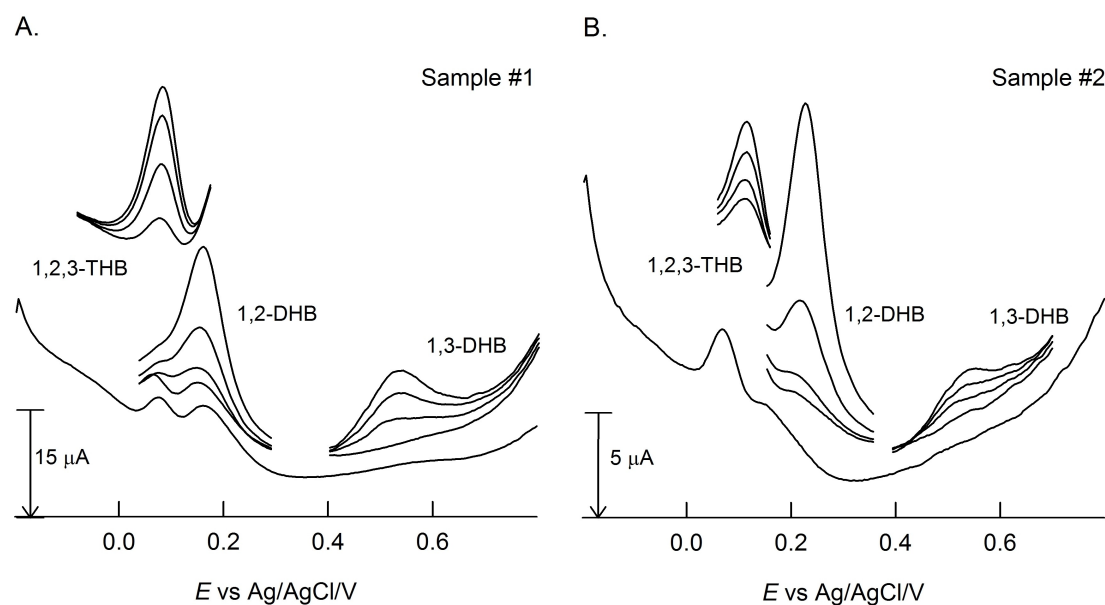 A.
Sample #1
1,2,3-THB
1,2-DHB
1,3-DHB
15 μA
0.0 0.2 0.4 0.6
E vs Ag/AgCl/V
B.
Sample #2
1,2,3-THB
1,2-DHB
1,3-DHB
5 μA
0.0 0.2 0.4 0.6
E vs Ag/AgCl/V